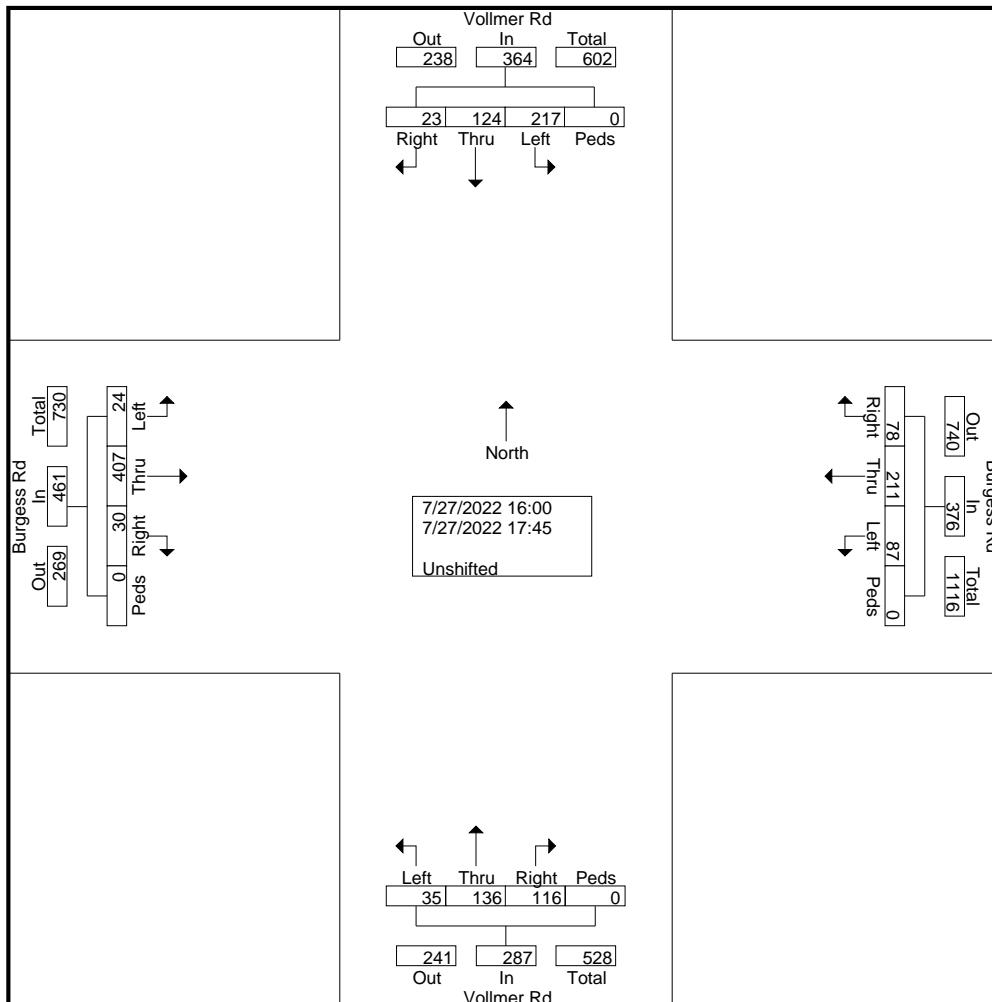 Vollmer Rd
Out In Total
238 364 602
23 124 217 0
Right Thru Left Peds
Burgess Rd
Total In Out
730 461 269
24 407 30 0
Left Thru Right Peds
North
7/27/2022 16:00
7/27/2022 17:45
Unshifted
Right Thru Left Peds
78 211 87 0
Out In Total
740 376 1116
Burgess Rd
Left Thru Right Peds
35 136 116 0
241 287 528
Out In Total
Vollmer Rd